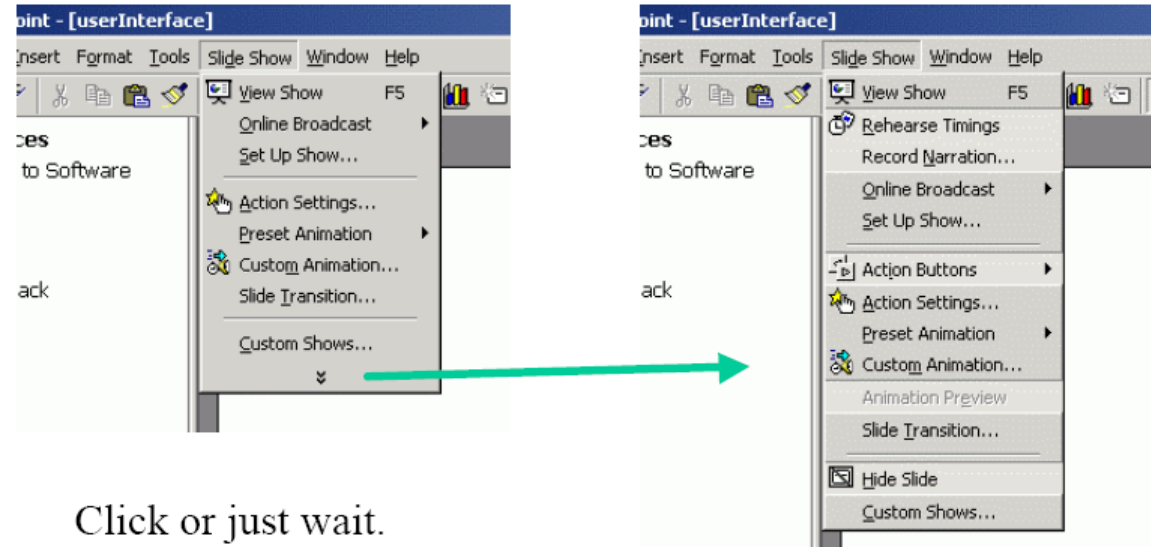 oint - [userInterface]
Insert Format Tools Slide Show Window Help
View Show F5
Online Broadcast
Set Up Show...
Action Settings...
Preset Animation
Custom Animation...
Slide Transition...
Custom Shows...
ces
to Software
ack
Click or just wait.
oint - [userInterface]
Insert Format Tools Slide Show Window Help
View Show F5
Rehearse Timings
Record Narration...
Online Broadcast
Set Up Show...
Action Buttons
Action Settings...
Preset Animation
Custom Animation...
Animation Preview
Slide Transition...
Hide Slide
Custom Shows...
ces
to Software
ack